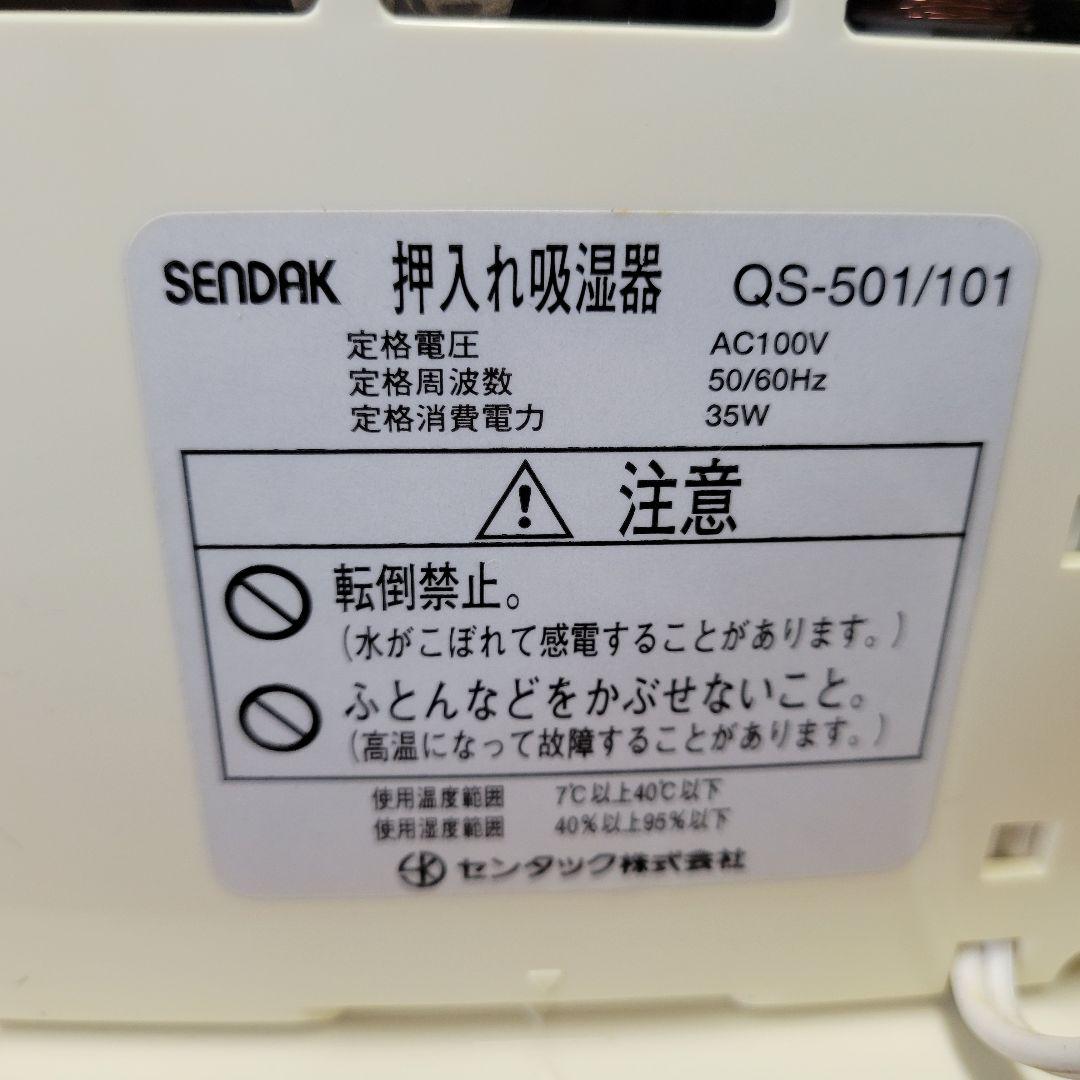 SENDAK 押入れ吸湿器 QS-501/101
定格電圧 AC100V
定格周波数 50/60Hz
定格消費電力 35W
注意
転倒禁止。
(水がこぼれて感電することがあります。)
ふとんなどをかぶせないこと。
(高温になって故障することがあります。)
使用温度範囲 7℃以上40℃以下
使用湿度範囲 40%以上95%以下
センタック株式会社